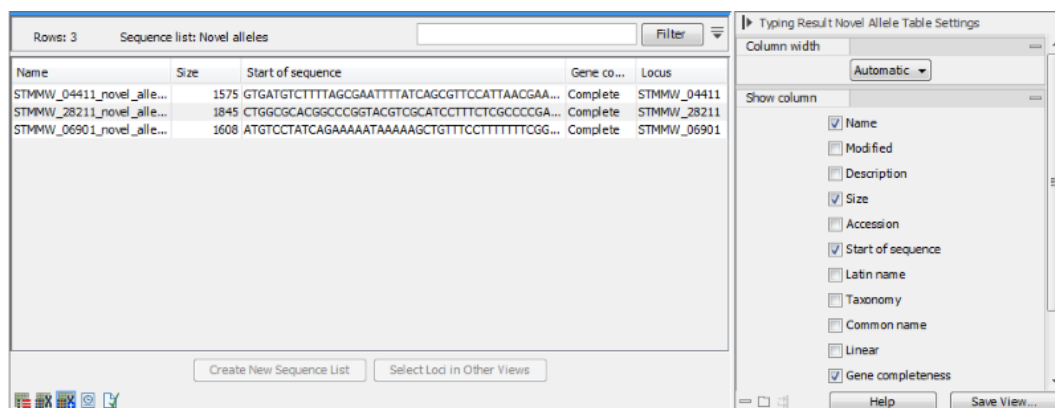 Rows: 3 Sequence list: Novel alleles Filter
Name Size Start of sequence Gene co... Locus
STMMW_04411_novel_alle... 1575 GTGATGTCTTTTAGCGAATTTTATCAGCGTTCCATTAACGAA... Complete STMMW_04411
STMMW_28211_novel_alle... 1845 CTGGCGCACGGCCCGGTACGTCGCATCCTTTCTCGCCCCGA... Complete STMMW_28211
STMMW_06901_novel_alle... 1608 ATGTCCTATCAGAAAAATAAAAAGCTGTTTCCTTTTTTTCGG... Complete STMMW_06901
Create New Sequence List Select Loci in Other Views
Typing Result Novel Allele Table Settings
Column width
Automatic
Show column
Name
Modified
Description
Size
Accession
Start of sequence
Latin name
Taxonomy
Common name
Linear
Gene completeness
Help Save View...